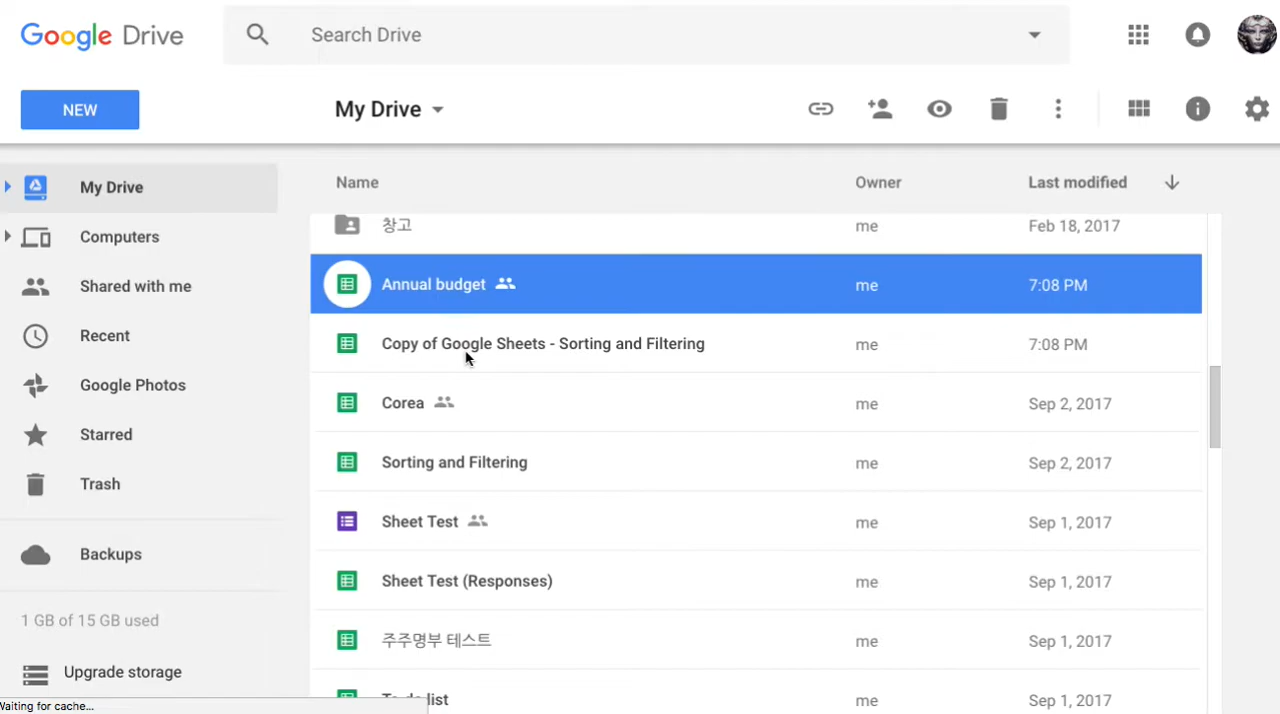 Google Drive
Search Drive
NEW
My Drive
My Drive
Computers
Shared with me
Recent
Google Photos
Starred
Trash
Backups
1 GB of 15 GB used
Upgrade storage
Waiting for cache...
Name Owner Last modified
창고 me Feb 18, 2017
Annual budget me 7:08 PM
Copy of Google Sheets - Sorting and Filtering me 7:08 PM
Corea me Sep 2, 2017
Sorting and Filtering me Sep 2, 2017
Sheet Test me Sep 1, 2017
Sheet Test (Responses) me Sep 1, 2017
주주명부 테스트 me Sep 1, 2017
list me Sep 1, 2017